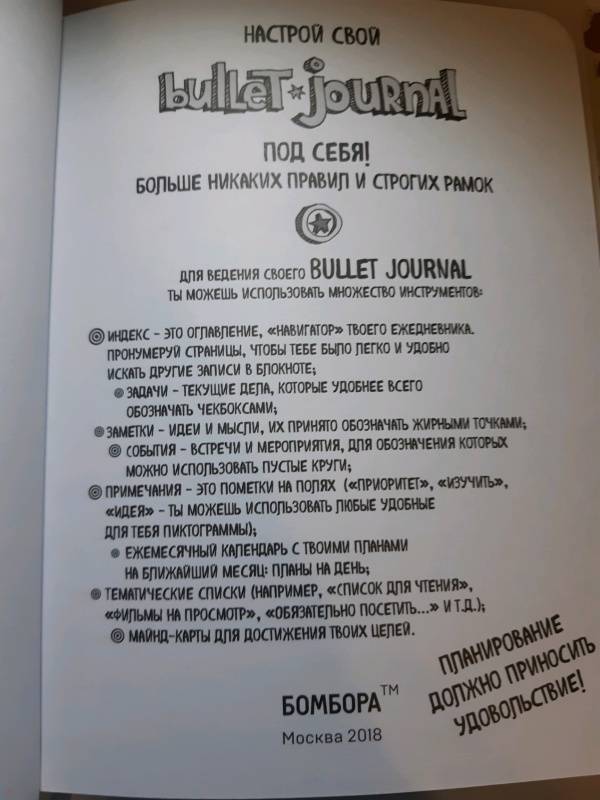 НАСТРОЙ СВОЙ
bullet journal
ПОД СЕБЯ!
БОЛЬШЕ НИКАКИХ ПРАВИЛ И СТРОГИХ РАМОК
ДЛЯ ВЕДЕНИЯ СВОЕГО BULLET JOURNAL
ТЫ МОЖЕШЬ ИСПОЛЬЗОВАТЬ МНОЖЕСТВО ИНСТРУМЕНТОВ:
ИНДЕКС – ЭТО ОГЛАВЛЕНИЕ, «НАВИГАТОР» ТВОЕГО ЕЖЕДНЕВНИКА.
ПРОНУМЕРУЙ СТРАНИЦЫ, ЧТОБЫ ТЕБЕ БЫЛО ЛЕГКО И УДОБНО
ИСКАТЬ ДРУГИЕ ЗАПИСИ В БЛОКНОТЕ;
ЗАДАЧИ – ТЕКУЩИЕ ДЕЛА, КОТОРЫЕ УДОБНЕЕ ВСЕГО
ОБОЗНАЧАТЬ ЧЕКБОКСАМИ;
ЗАМЕТКИ – ИДЕИ И МЫСЛИ, ИХ ПРИНЯТО ОБОЗНАЧАТЬ ЖИРНЫМИ ТОЧКАМИ;
СОБЫТИЯ – ВСТРЕЧИ И МЕРОПРИЯТИЯ, ДЛЯ ОБОЗНАЧЕНИЯ КОТОРЫХ
МОЖНО ИСПОЛЬЗОВАТЬ ПУСТЫЕ КРУГИ;
ПРИМЕЧАНИЯ – ЭТО ПОМЕТКИ НА ПОЛЯХ («ПРИОРИТЕТ», «ИЗУЧИТЬ»,
«ИДЕЯ» – ТЫ МОЖЕШЬ ИСПОЛЬЗОВАТЬ ЛЮБЫЕ УДОБНЫЕ
ДЛЯ ТЕБЯ ПИКТОГРАММЫ);
ЕЖЕМЕСЯЧНЫЙ КАЛЕНДАРЬ С ТВОИМИ ПЛАНАМИ
НА БЛИЖАЙШИЙ МЕСЯЦ: ПЛАНЫ НА ДЕНЬ;
ТЕМАТИЧЕСКИЕ СПИСКИ (НАПРИМЕР, «СПИСОК ДЛЯ ЧТЕНИЯ»,
«ФИЛЬМЫ НА ПРОСМОТР», «ОБЯЗАТЕЛЬНО ПОСЕТИТЬ...» И Т.Д.);
МАЙНД-КАРТЫ ДЛЯ ДОСТИЖЕНИЯ ТВОИХ ЦЕЛЕЙ.
ПЛАНИРОВАНИЕ
ДОЛЖНО ПРИНОСИТЬ
УДОВОЛЬСТВИЕ!
БОМБОРА™
Москва 2018